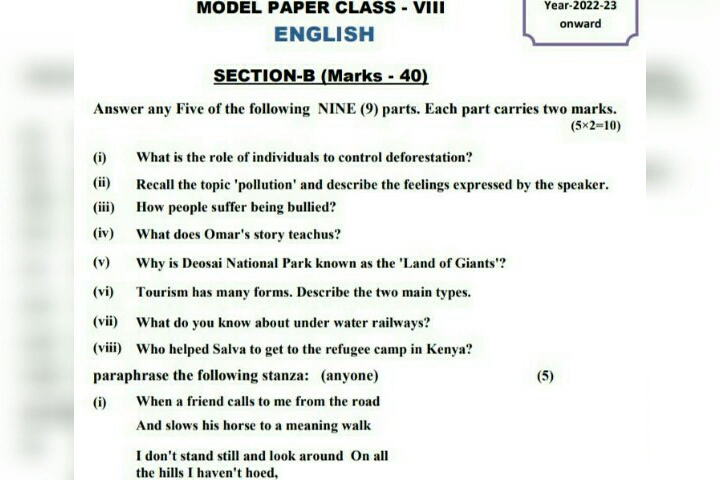 MODEL PAPER CLASS - VIII
ENGLISH
Year-2022-23
onward
SECTION-B (Marks - 40)
Answer any Five of the following NINE (9) parts. Each part carries two marks.
(5×2=10)
(i) What is the role of individuals to control deforestation?
(ii) Recall the topic 'pollution' and describe the feelings expressed by the speaker.
(iii) How people suffer being bullied?
(iv) What does Omar's story teachus?
(v) Why is Deosai National Park known as the 'Land of Giants'?
(vi) Tourism has many forms. Describe the two main types.
(vii) What do you know about under water railways?
(viii) Who helped Salva to get to the refugee camp in Kenya?
paraphrase the following stanza: (anyone) (5)
(i) When a friend calls to me from the road
And slows his horse to a meaning walk
I don't stand still and look around On all
the hills I haven't hoed,